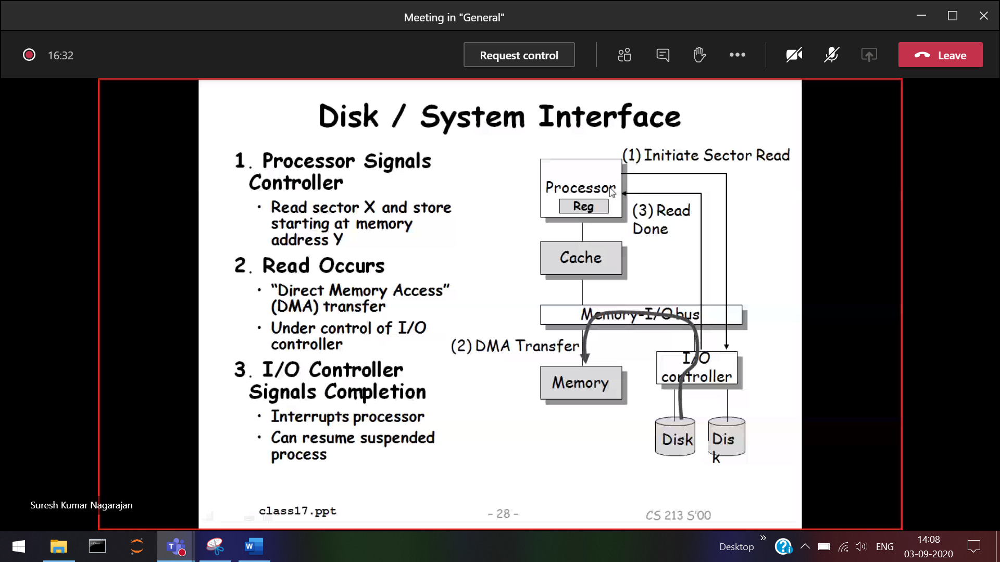 Meeting in "General"
16:32
Request control
Leave
Disk / System Interface
1. Processor Signals
Controller
• Read sector X and store
starting at memory
address Y
2. Read Occurs
• “Direct Memory Access”
(DMA) transfer
• Under control of I/O
controller
3. I/O Controller
Signals Completion
• Interrupts processor
• Can resume suspended
process
(1) Initiate Sector Read
Processor
Reg
(3) Read
Done
Cache
Memory-I/O bus
(2) DMA Transfer
I/O
controller
Memory
Disk
Dis
k
Suresh Kumar Nagarajan
class17.ppt
- 28 -
CS 213 S’00
Desktop
ENG
14:08
03-09-2020